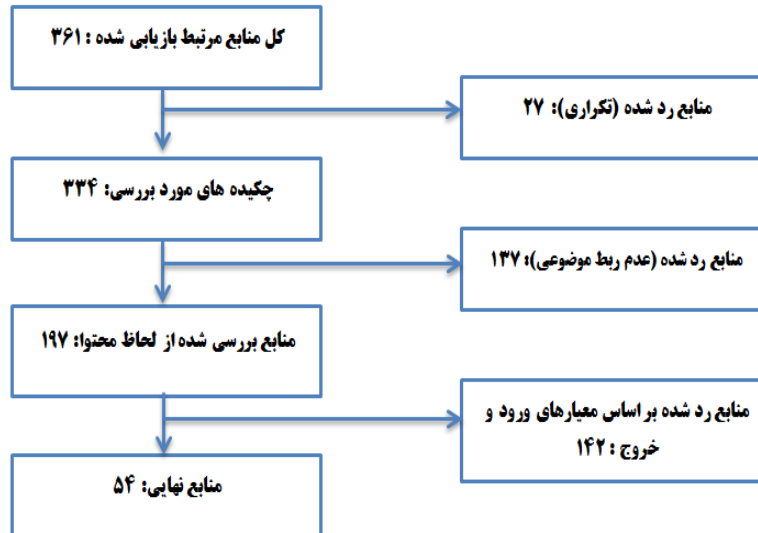 کل منابع مرتبط بازیابی شده : ۳۶۱
منابع رد شده (تکراری): ۲۷
چکیده های مورد بررسی: ۳۳۴
منابع رد شده (عدم ربط موضوعی): ۱۳۷
منابع بررسی شده از لحاظ محتوا: ۱۹۷
منابع رد شده بر اساس معیارهای ورود و
خروج : ۱۴۲
منابع نهایی: ۵۴